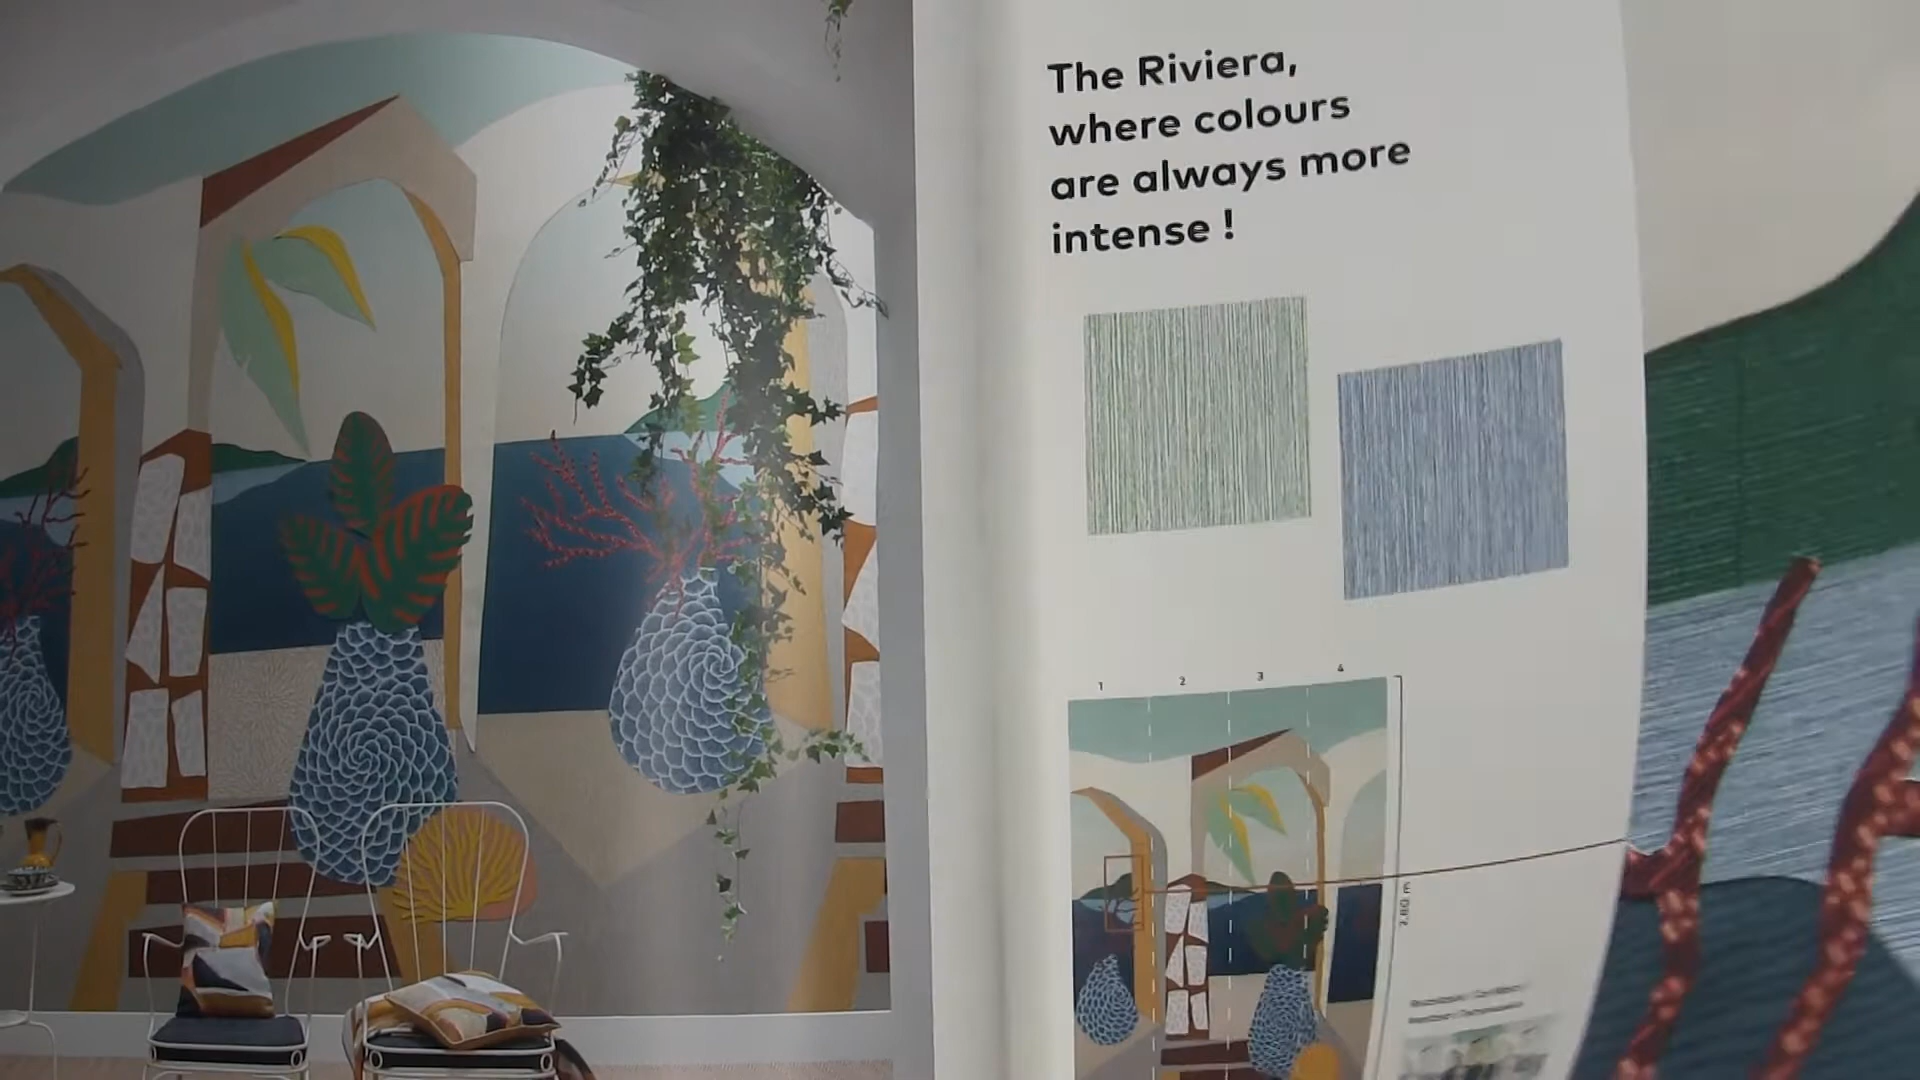 The Riviera,
where colours
are always more
intense !
1 2 3 4
2.80 m